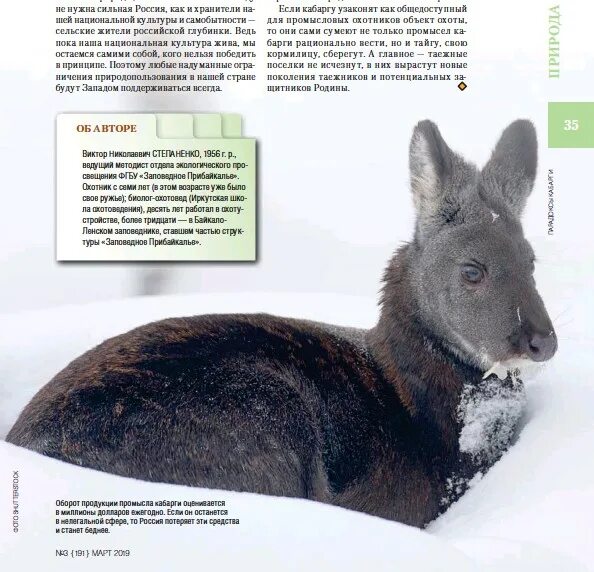 не нужна сильная Россия, как и хранители на-
шей национальной культуры и самобытности –
сельские жители российской глубинки. Ведь
пока наша национальная культура жива, мы
остаемся самими собой, кого нельзя победить
в принципе. Поэтому любые надуманные огра-
ничения природопользования в нашей стране
будут Западом поддерживаться всегда.
Если кабаргу узаконят как общедоступный
для промысловых охотников объект охоты,
то они сами сумеют не только промысел кабар-
ги рационально вести, но и тайгу, свою
кормилицу, сберегут. А главное – таежные
поселки не исчезнут, в них вырастут новые
поколения таежников и потенциальных за-
щитников Родины.
ПРИРОДА
35
ПАРАДОКСЫ КАБАРГИ
ОБ АВТОРЕ
Виктор Николаевич СТЕПАНЕНКО, 1956 г. р.,
ведущий методист отдела экологического про-
свещения ФГБУ «Заповедное Прибайкалье».
Охотник с семи лет (в этом возрасте уже было
свое ружье); биолог-охотовед (Иркутская шко-
ла охотоведения), десять лет работал в охоту-
стройстве, более тридцати — в Байкало-
Ленском заповеднике, ставшем частью струк-
туры «Заповедное Прибайкалье».
Оборот продукции промысла кабарги оценивается
в миллионы долларов ежегодно. Если он останется
в нелегальной сфере, то Россия потеряет эти средства
и станет беднее.
ФОТО SHUTTERSTOCK
№3 {191} МАРТ 2019